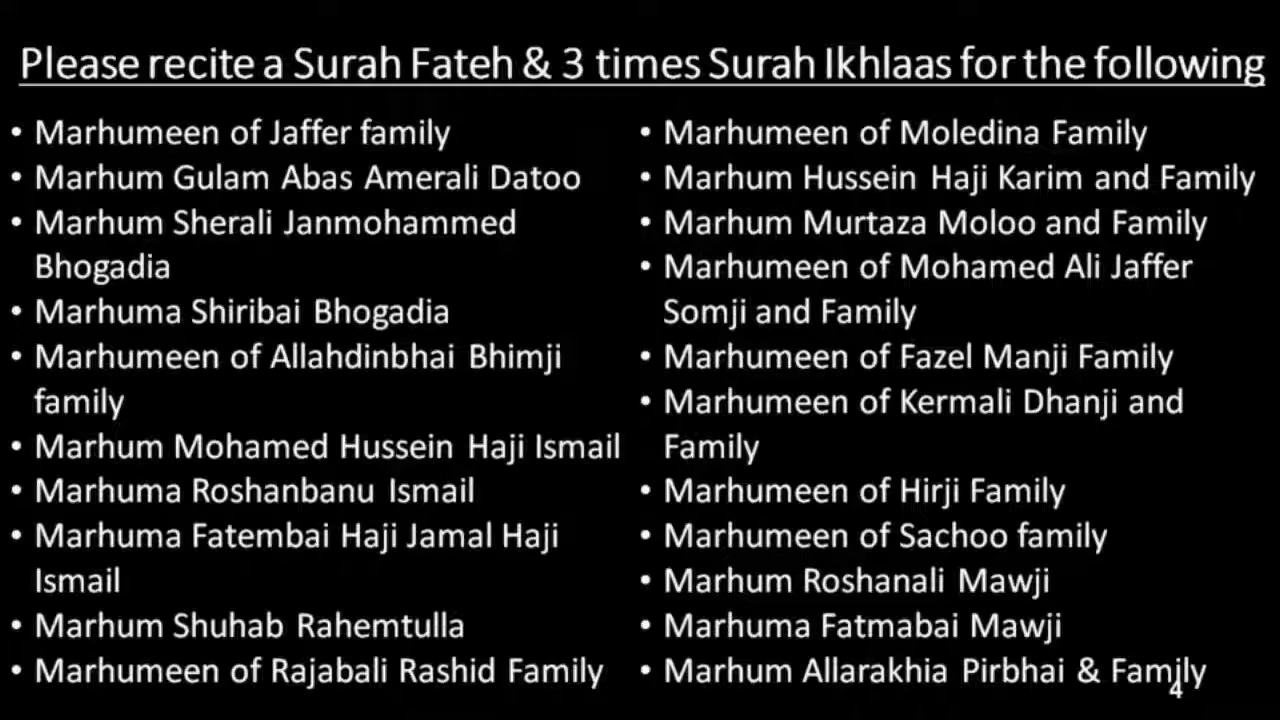 Please recite a Surah Fateh & 3 times Surah Ikhlaas for the following
• Marhumeen of Jaffer family
• Marhum Gulam Abas Amerali Datoo
• Marhum Sherali Janmohammed
Bhogadia
• Marhuma Shiribai Bhogadia
• Marhumeen of Allahdinbhai Bhimji
family
• Marhum Mohamed Hussein Haji Ismail
• Marhuma Roshanbanu Ismail
• Marhuma Fatembai Haji Jamal Haji
Ismail
• Marhum Shuhab Rahemtulla
• Marhumeen of Rajabali Rashid Family
• Marhumeen of Moledina Family
• Marhum Hussein Haji Karim and Family
• Marhum Murtaza Moloo and Family
• Marhumeen of Mohamed Ali Jaffer
Somji and Family
• Marhumeen of Fazel Manji Family
• Marhumeen of Kermali Dhanji and
Family
• Marhumeen of Hirji Family
• Marhumeen of Sachoo family
• Marhum Roshanali Mawji
• Marhuma Fatmabai Mawji
• Marhum Allarakhia Pirbhai & Family
4